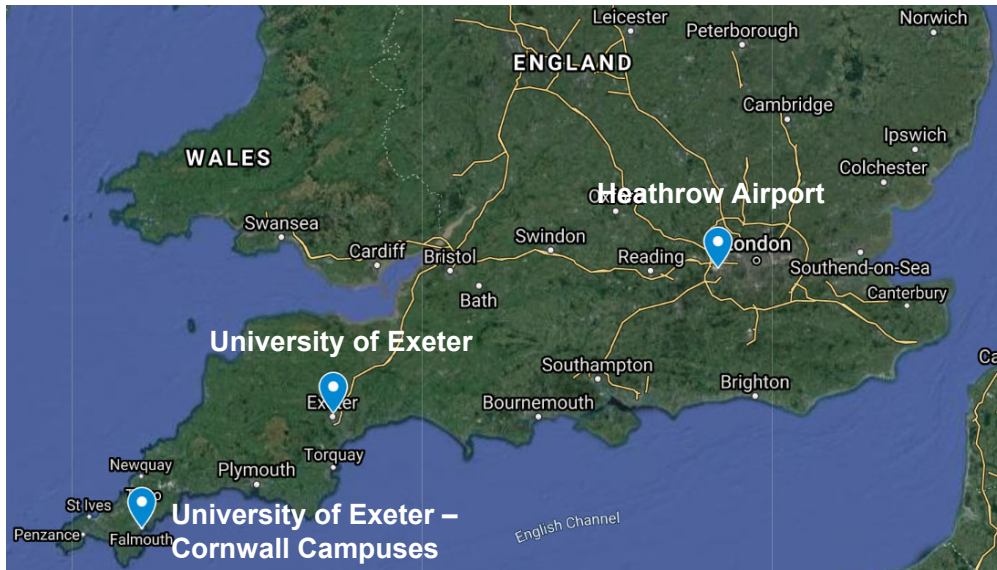 Leicester
Norwich
Peterborough
ENGLAND
Cambridge
Ipswich
WALES
Colchester
Heathrow Airport
Swansea
Cardiff
Bristol
Swindon
Reading
London
Southend-on-Sea
Bath
Canterbury
University of Exeter
Southampton
Brighton
Exeter
Bournemouth
Torquay
Newquay
Plymouth
St Ives
University of Exeter –
Cornwall Campuses
Penzance
Falmouth
English Channel